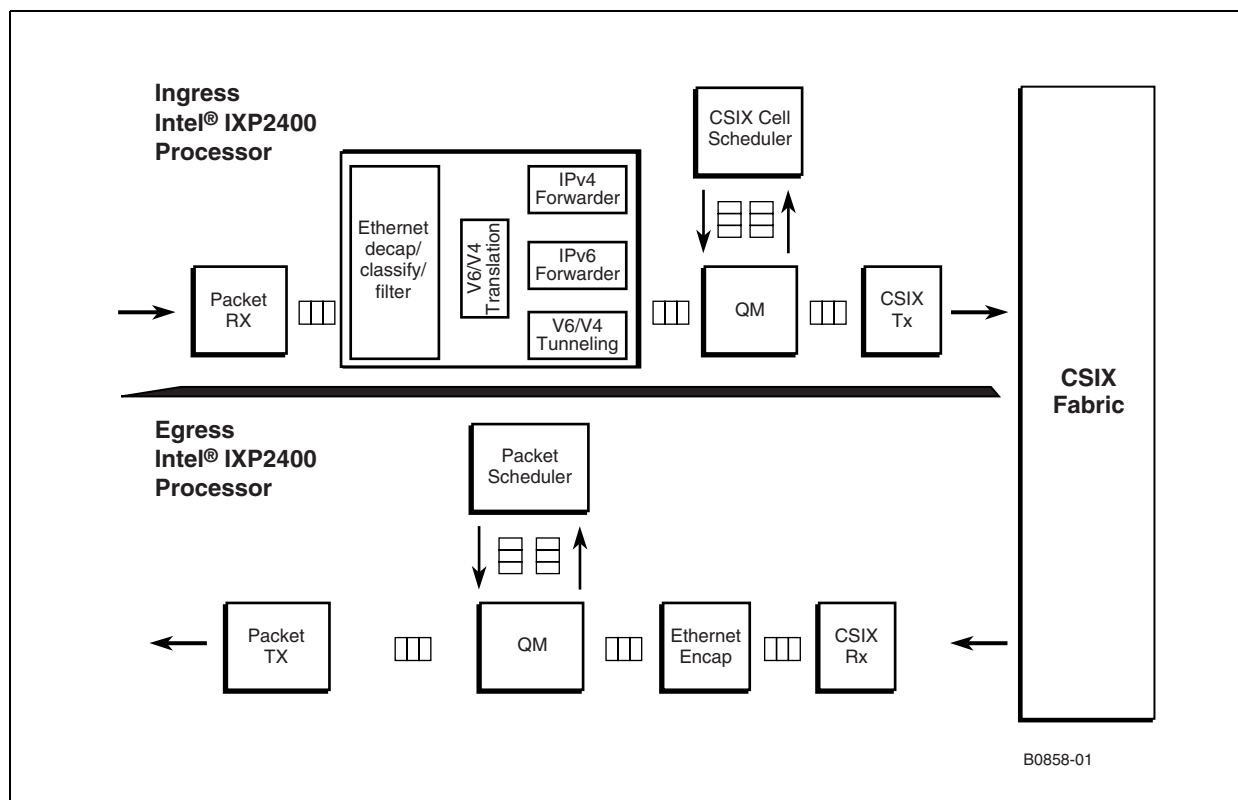 Ingress
Intel® IXP2400
Processor
CSIX Cell
Scheduler
IPv4
Forwarder
Ethernet
decap/
classify/
filter
V6/V4
Translation
IPv6
Forwarder
V6/V4
Tunneling
Packet
RX
QM
CSIX
Tx
CSIX
Fabric
Egress
Intel® IXP2400
Processor
Packet
Scheduler
Packet
TX
QM
Ethernet
Encap
CSIX
Rx
B0858-01